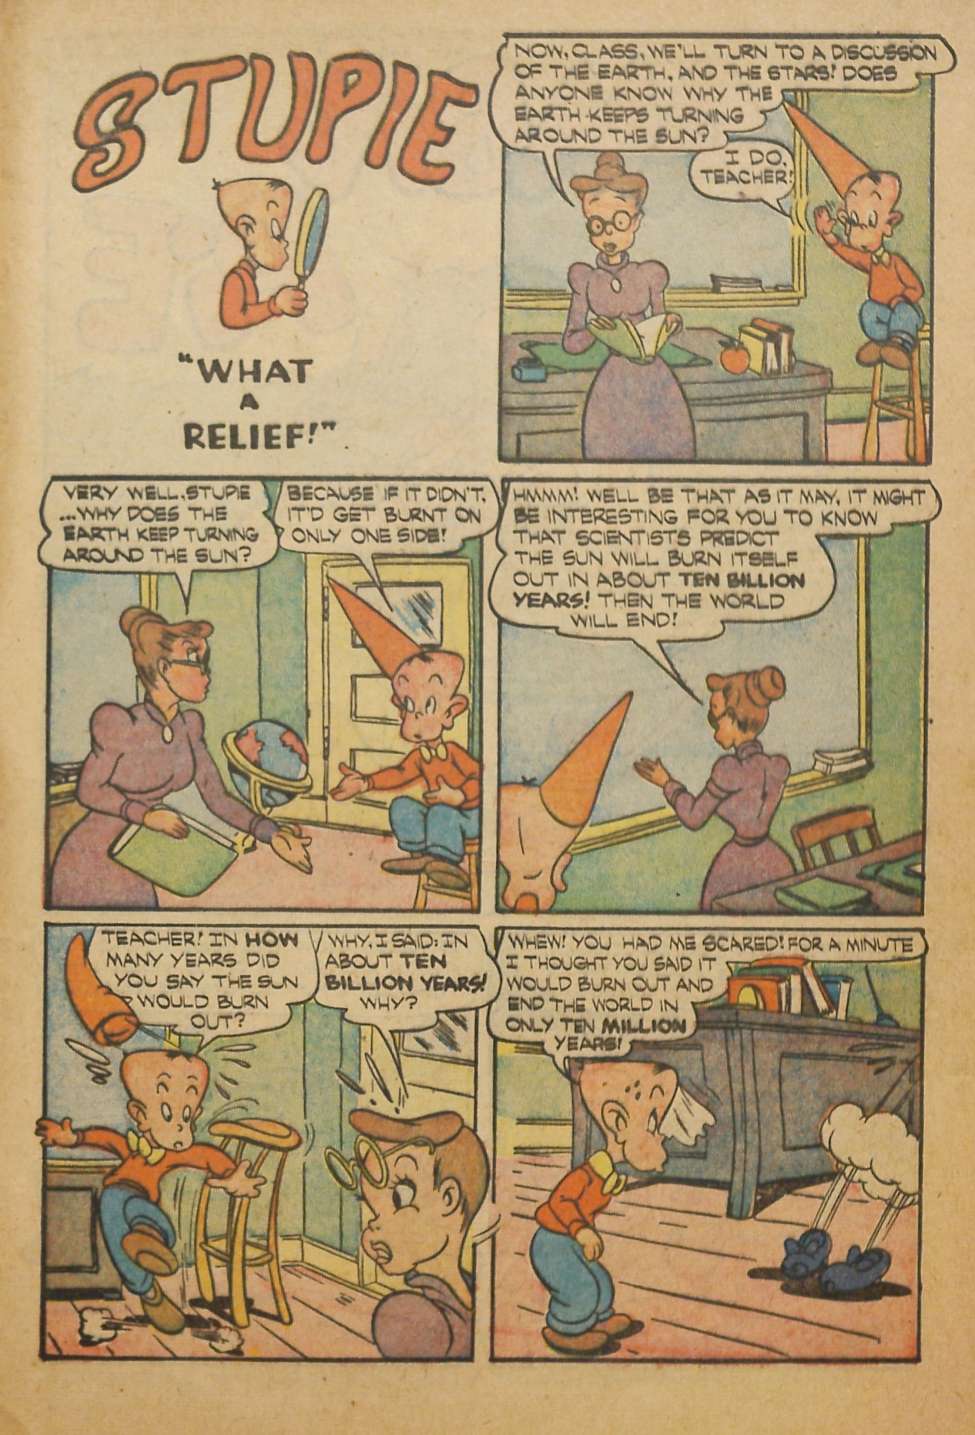 STUPIE
"WHAT
A
RELIEF!"
NOW, CLASS, WE'LL TURN TO A DISCUSSION
OF THE EARTH, AND THE STARS! DOES
ANYONE KNOW WHY THE
EARTH KEEPS TURNING
AROUND THE SUN?
I DO,
TEACHER!
VERY WELL, STUPIE
...WHY DOES THE
EARTH KEEP TURNING
AROUND THE SUN?
BECAUSE IF IT DIDN'T,
IT'D GET BURNT ON
ONLY ONE SIDE!
HMMM! WELL BE THAT AS IT MAY, IT MIGHT
BE INTERESTING FOR YOU TO KNOW
THAT SCIENTISTS PREDICT
THE SUN WILL BURN ITSELF
OUT IN ABOUT TEN BILLION
YEARS! THEN THE WORLD
WILL END!
TEACHER! IN HOW
MANY YEARS DID
YOU SAY THE SUN
WOULD BURN
OUT?
WHY, I SAID: IN
ABOUT TEN
BILLION YEARS!
WHY?
WHEW! YOU HAD ME SCARED! FOR A MINUTE
I THOUGHT YOU SAID IT
WOULD BURN OUT AND
END THE WORLD IN
ONLY TEN MILLION
YEARS!